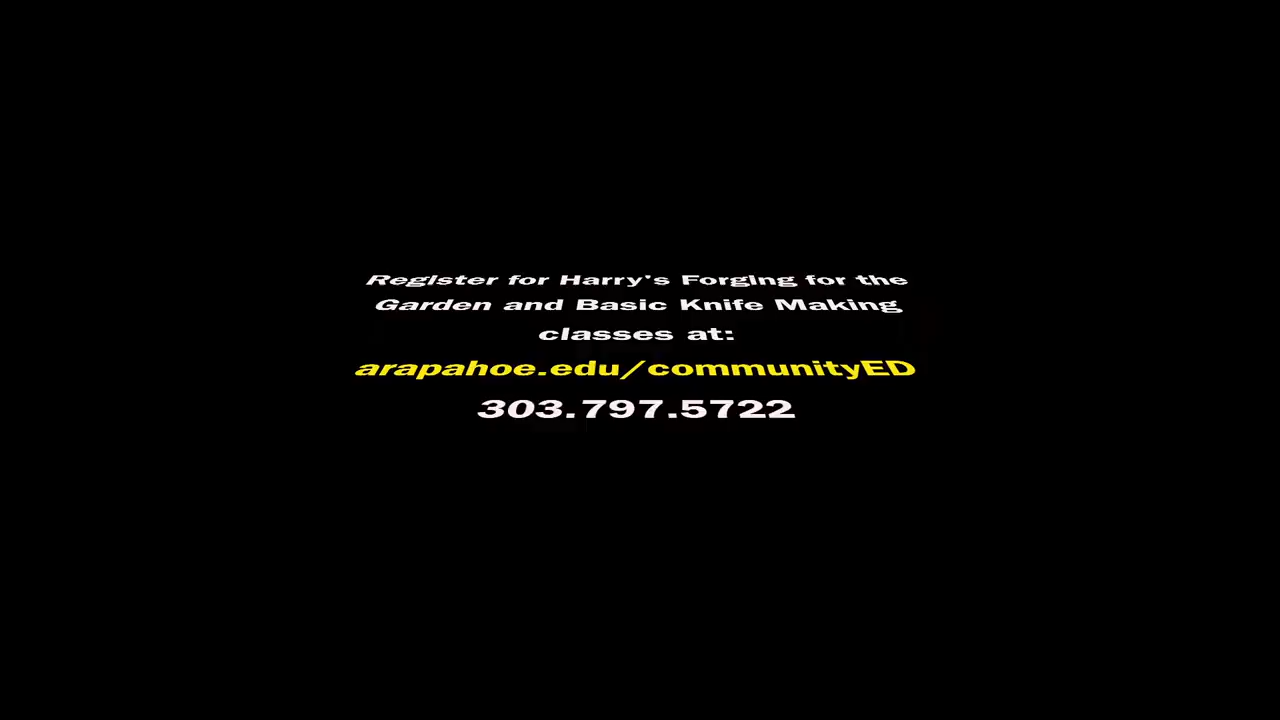 Register for Harry's Forging for the
Garden and Basic Knife Making
classes at:
arapahoe.edu/communityED
303.797.5722